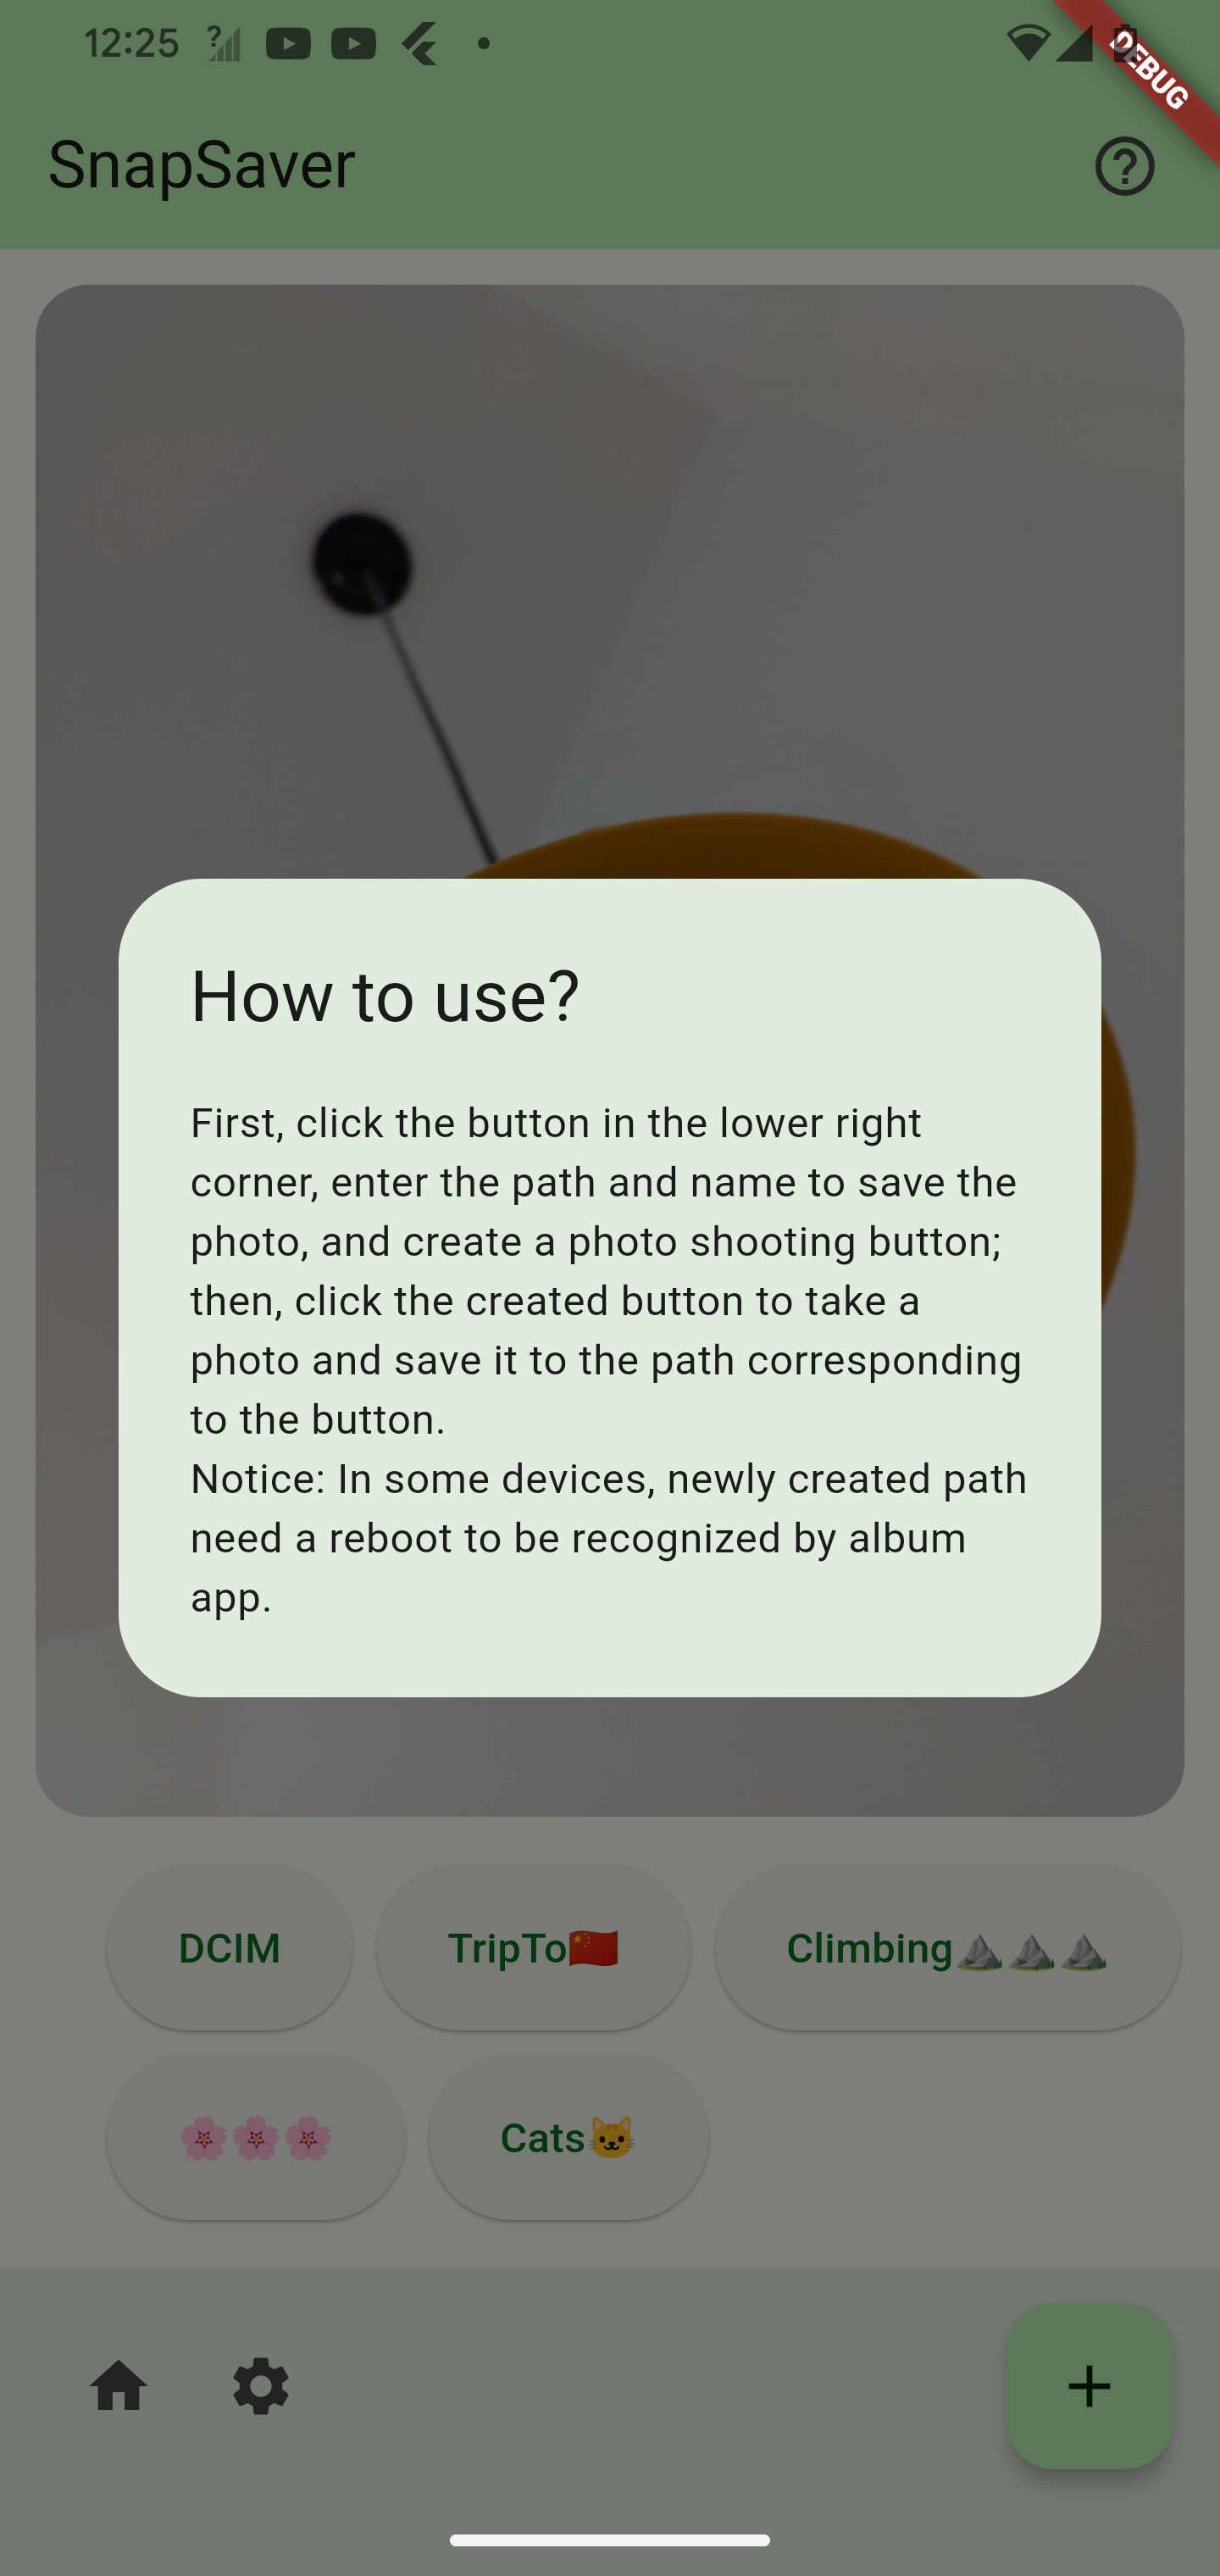 12:25
DEBUG
SnapSaver
How to use?
First, click the button in the lower right
corner, enter the path and name to save the
photo, and create a photo shooting button;
then, click the created button to take a
photo and save it to the path corresponding
to the button.
Notice: In some devices, newly created path
need a reboot to be recognized by album
app.
DCIM
TripTo🇨🇳
Climbing⛰️⛰️⛰️
🌸🌸🌸
Cats🐱